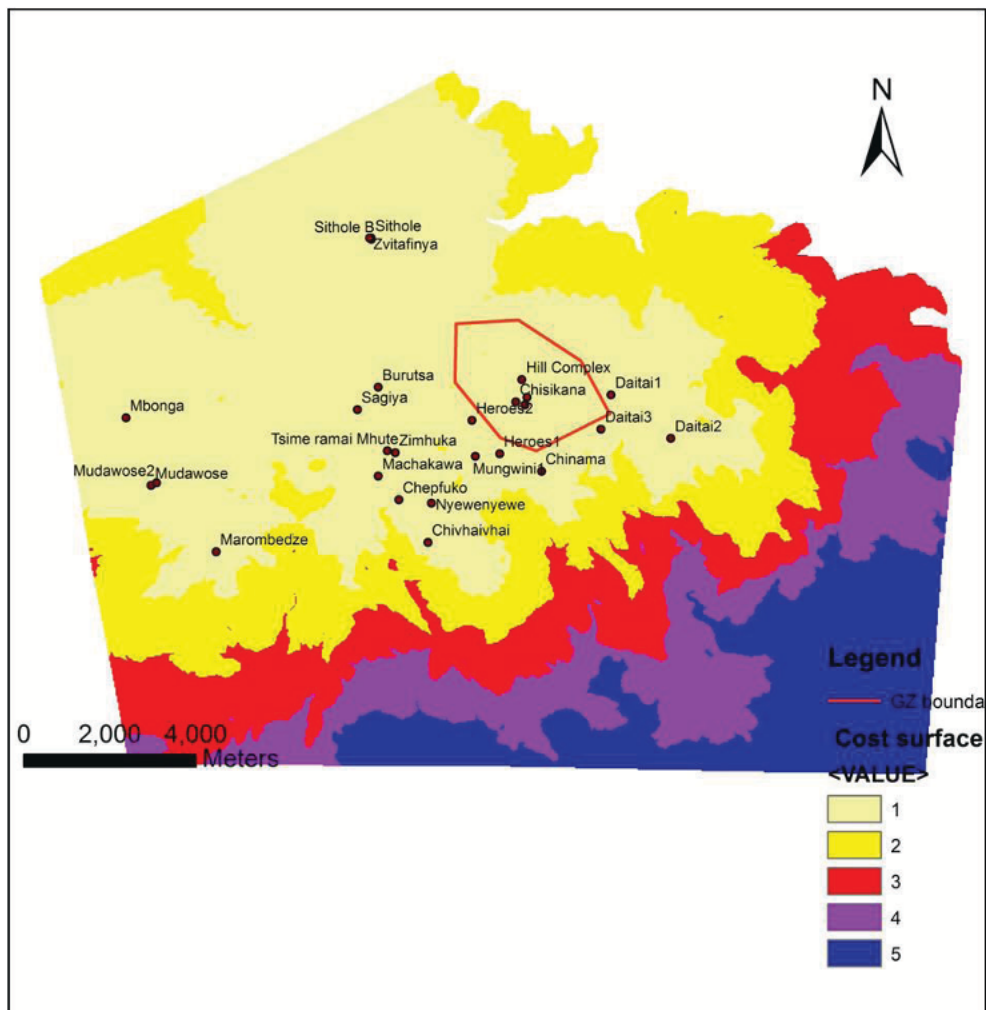 N
Sithole B Sithole
Zvitafinya
Hill Complex
Burutsa
Chisikana
Daitai1
Sagiya
Mbonga
Heroes2
Daitai3
Daitai2
Tsime ramai Mhute Zimhuka
Heroes1
Machakawa
Mungwini1
Chinama
Mudawose2 Mudawose
Chepfuko
Nyewenyewe
Chivhaivhai
Marombedze
0 2,000 4,000
Meters
Legend
GZ bounda
Cost surface
<VALUE>
1
2
3
4
5